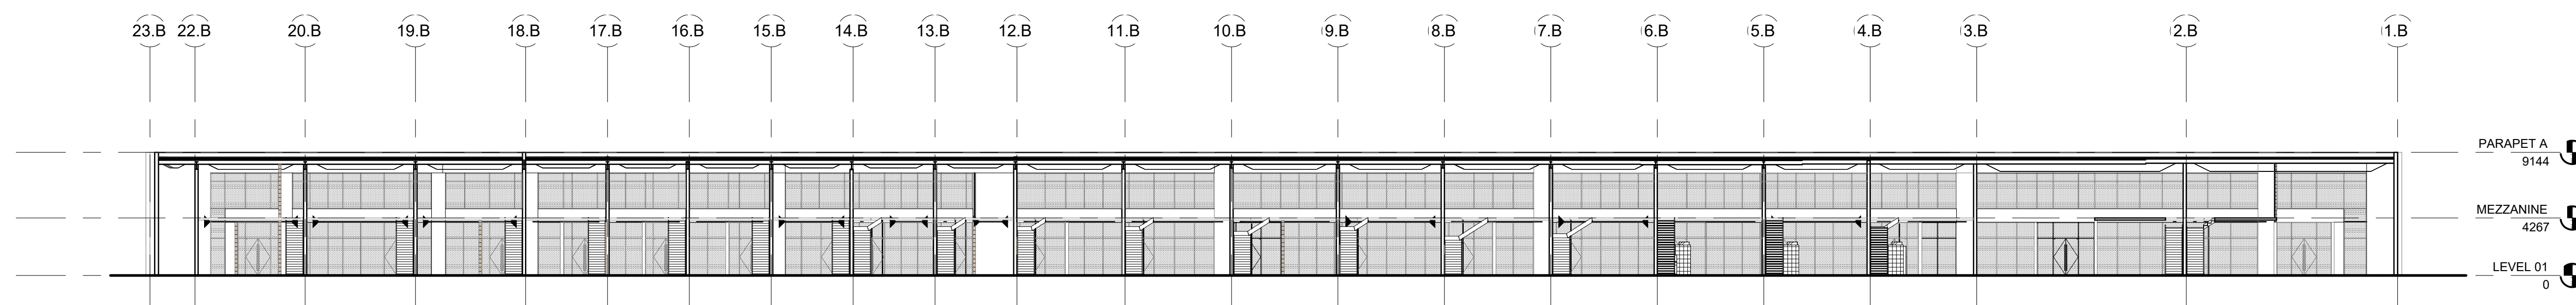 23.B 22.B 20.B 19.B 18.B 17.B 16.B 15.B 14.B 13.B 12.B 11.B 10.B 9.B 8.B 7.B 6.B 5.B 4.B 3.B 2.B 1.B
PARAPET A
9144
MEZZANINE
4267
LEVEL 01
0